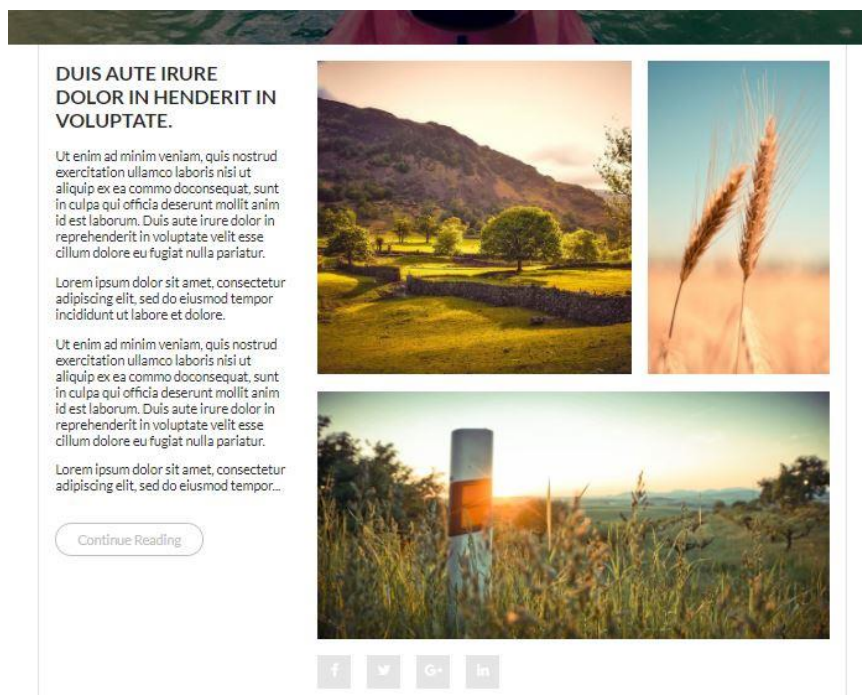 DUIS AUTE IRURE
DOLOR IN HENDERIT IN
VOLUPTATE.
Ut enim ad minim veniam, quis nostrud
exercitation ullamco laboris nisi ut
aliquip ex ea commo doconsequat, sunt
in culpa qui officia deserunt mollit anim
id est laborum. Duis aute irure dolor in
reprehenderit in voluptate velit esse
cillum dolore eu fugiat nulla pariatur.
Lorem ipsum dolor sit amet, consectetur
adipiscing elit, sed do eiusmod tempor
incididunt ut labore et dolore.
Ut enim ad minim veniam, quis nostrud
exercitation ullamco laboris nisi ut
aliquip ex ea commo doconsequat, sunt
in culpa qui officia deserunt mollit anim
id est laborum. Duis aute irure dolor in
reprehenderit in voluptate velit esse
cillum dolore eu fugiat nulla pariatur.
Lorem ipsum dolor sit amet, consectetur
adipiscing elit, sed do eiusmod tempor...
Continue Reading
f G+ in